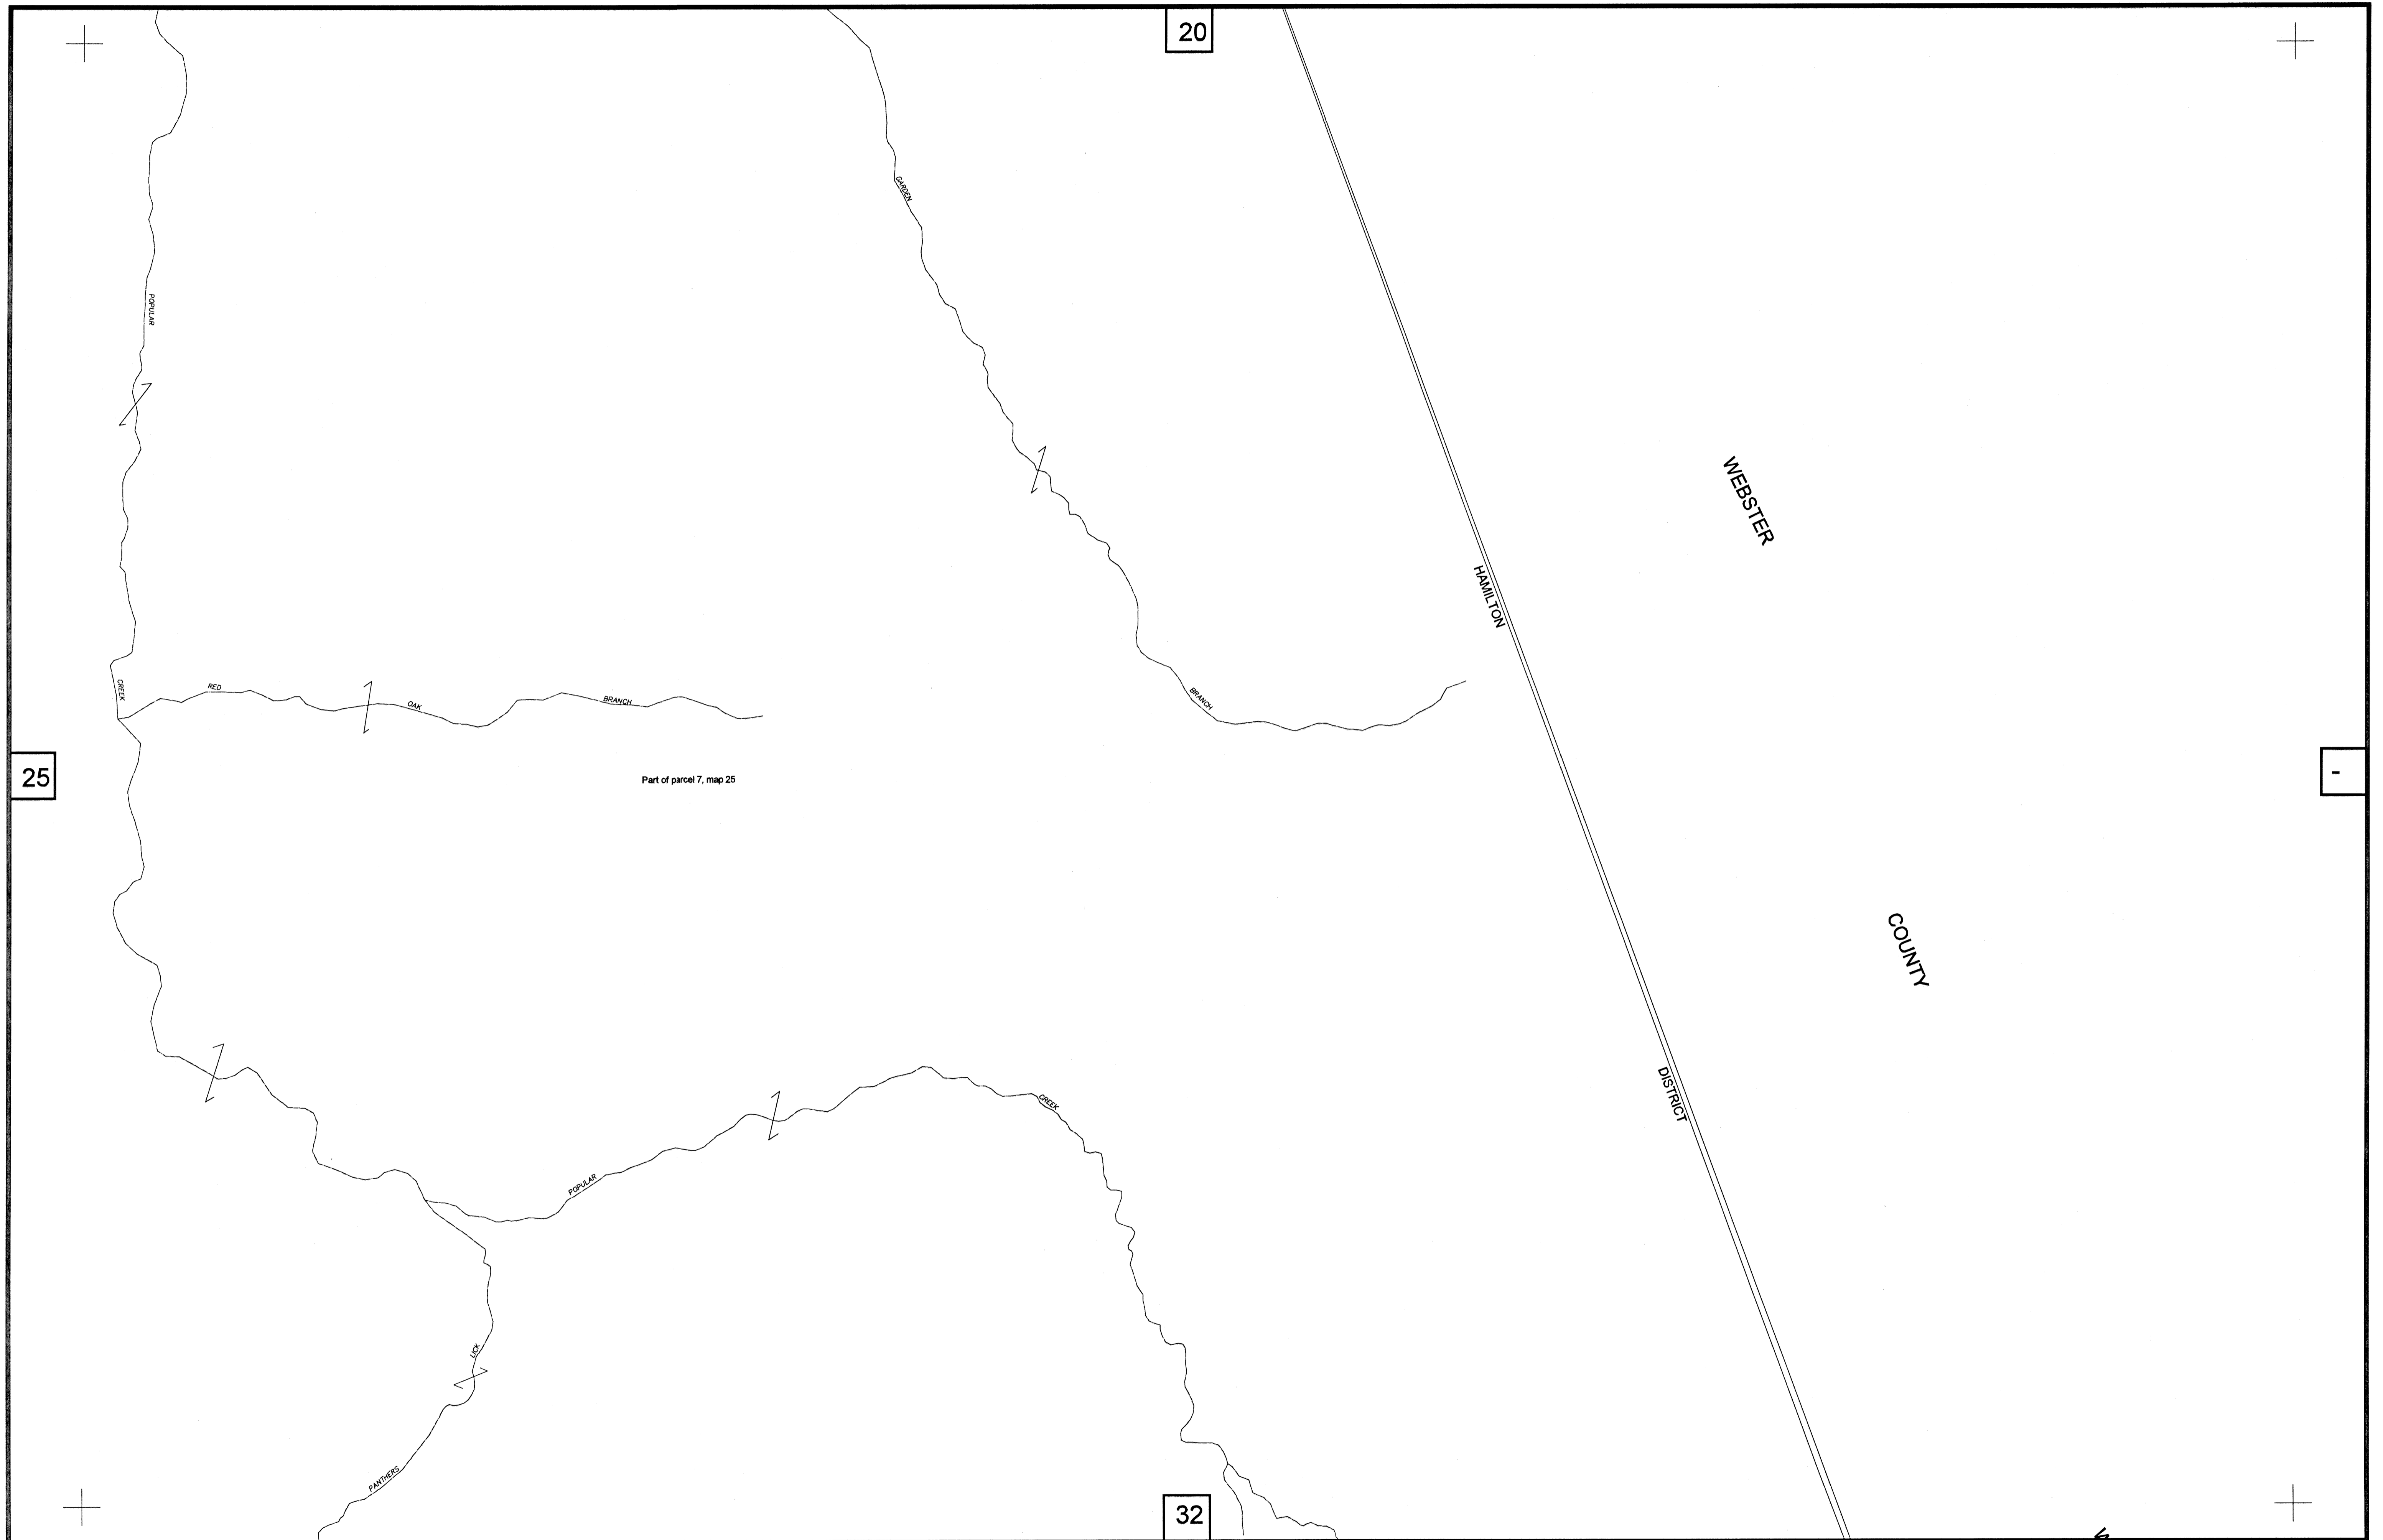 20
GARDEN
POPULAR
WEBSTER
HAMILTON
CREEK
RED
OAK
BRANCH
BRANCH
25
Part of parcel 7, map 25
-
COUNTY
DISTRICT
CREEK
POPULAR
LICK
PANTHERS
32